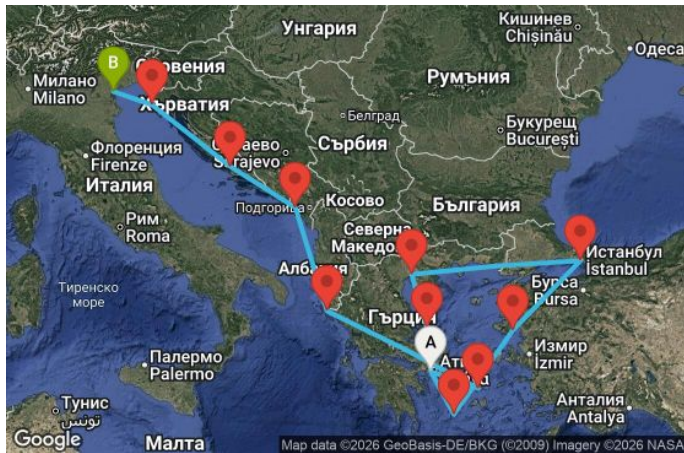 Унгария
Кишинев
Chișinău
Одеса
Милано
Milano
B
Словения
Хърватия
Румъния
Белград
Букурещ
București
Флоренция
Firenze
Sarajevo
Сърбия
Италия
Подгорица
Косово
България
Рим
Roma
Северна
Македония
Истанбул
İstanbul
Албания
Бурса
Bursa
Тиренско
море
Гърция
A
Измир
İzmir
Палермо
Palermo
Анталия
Antalya
Тунис
تونس
Малта
Google
Map data ©2026 GeoBasis-DE/BKG (©2009) Imagery ©2026 NASA